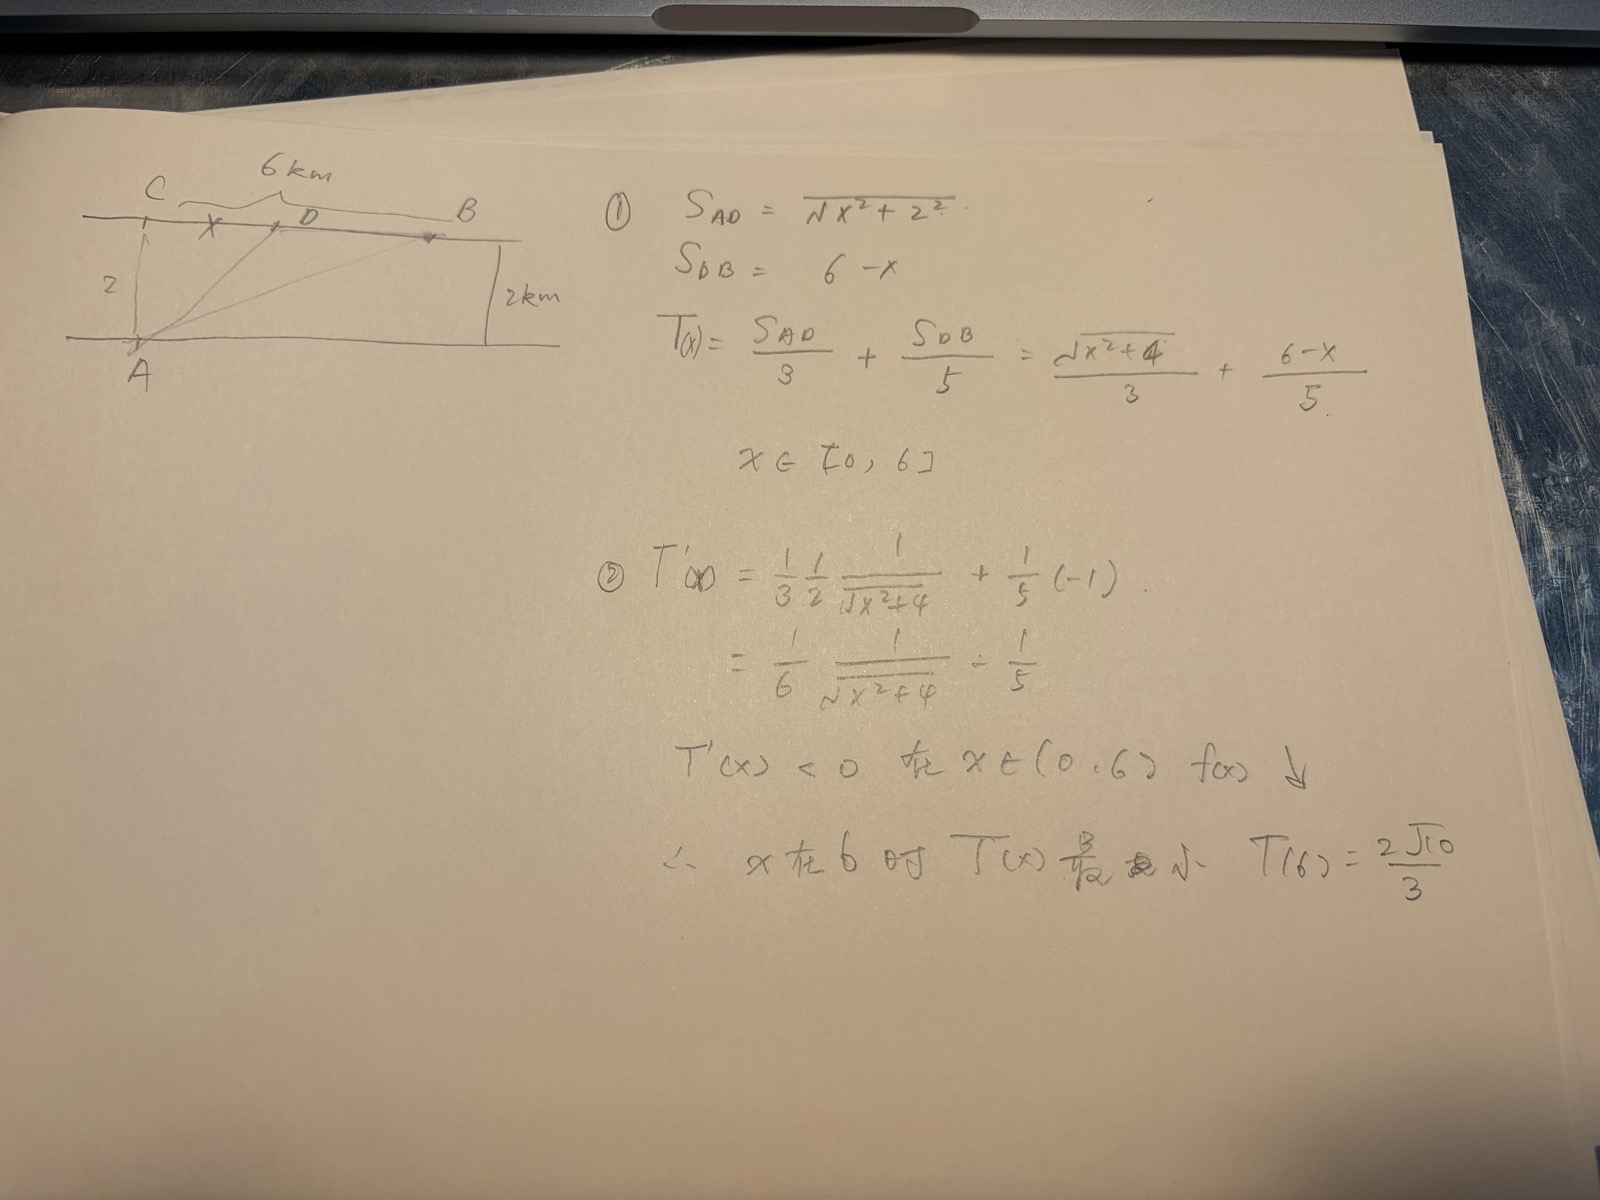 6km
C
x
D
B
2
2km
A
① S_AD = √(x²+2²)
S_DB = 6-x
T(x) = S_AD/3 + S_DB/5 = √(x²+4)/3 + (6-x)/5
x∈[0, 6]
② T'(x) = 1/3 1/2 1/√(x²+4) + 1/5 (-1)
= 1/6 1/√(x²+4) - 1/5
T'(x) < 0 在 x∈(0.6) f(x) ↓
∴ x在6时 T(x)最小 T(6) = 2√10/3